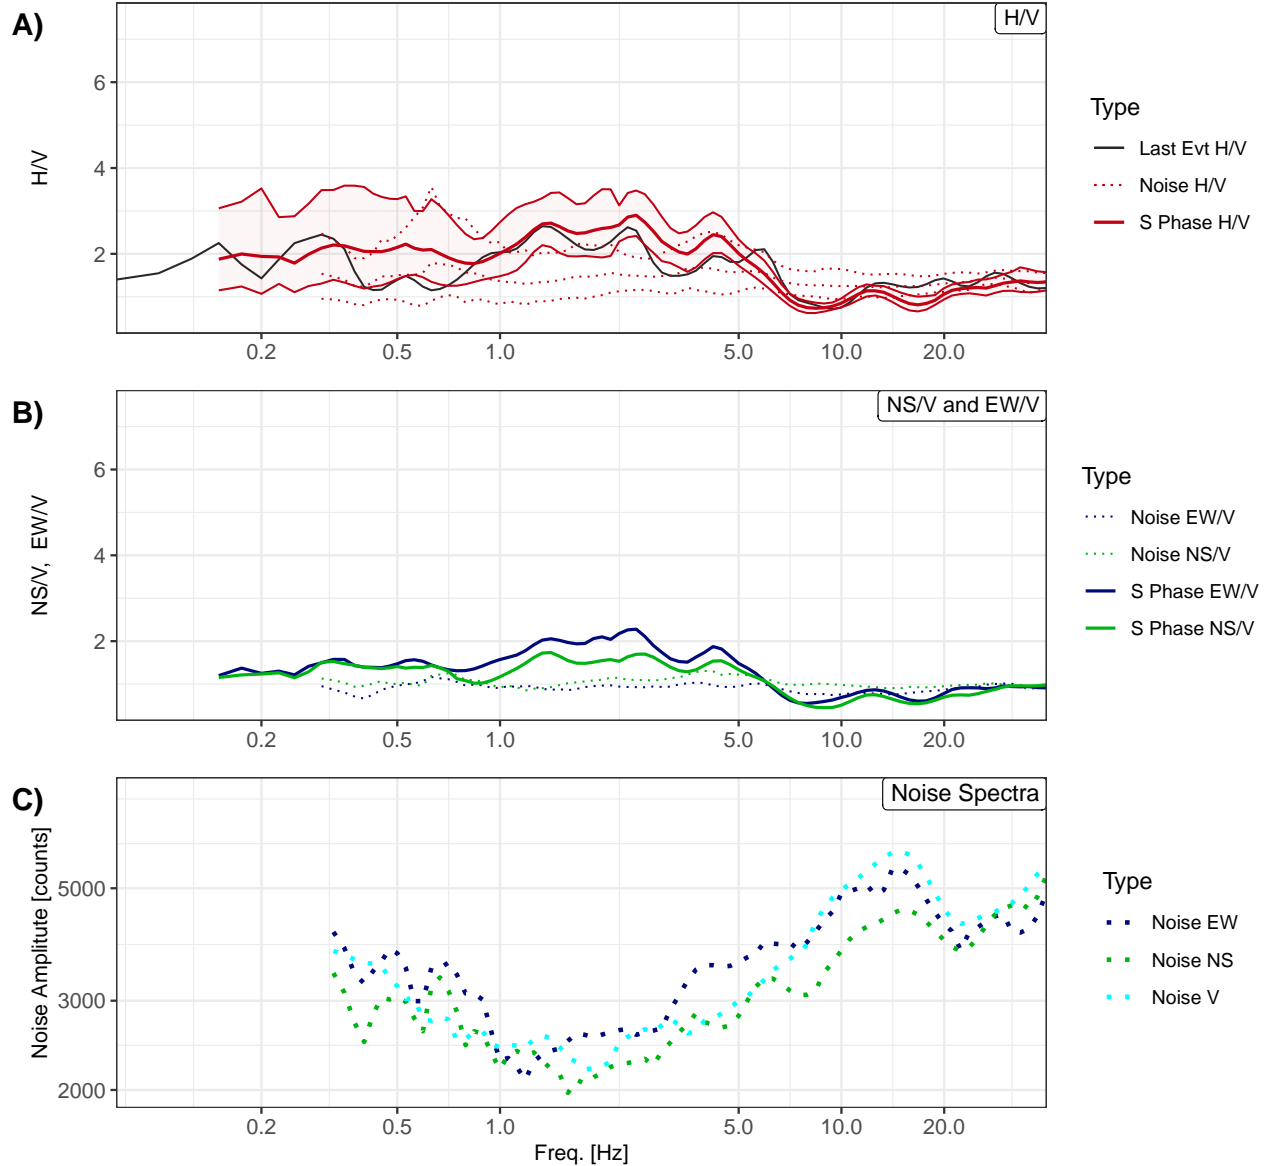 A)
H/V
6
4
2
H/V
0.2 0.5 1.0 5.0 10.0 20.0
Type
Last Evt H/V
Noise H/V
S Phase H/V
B)
NS/V and EW/V
6
4
2
NS/V,  EW/V
0.2 0.5 1.0 5.0 10.0 20.0
Type
Noise EW/V
Noise NS/V
S Phase EW/V
S Phase NS/V
C)
Noise Spectra
5000
3000
2000
Noise Amplitute [counts]
0.2 0.5 1.0 5.0 10.0 20.0
Freq. [Hz]
Type
Noise EW
Noise NS
Noise V